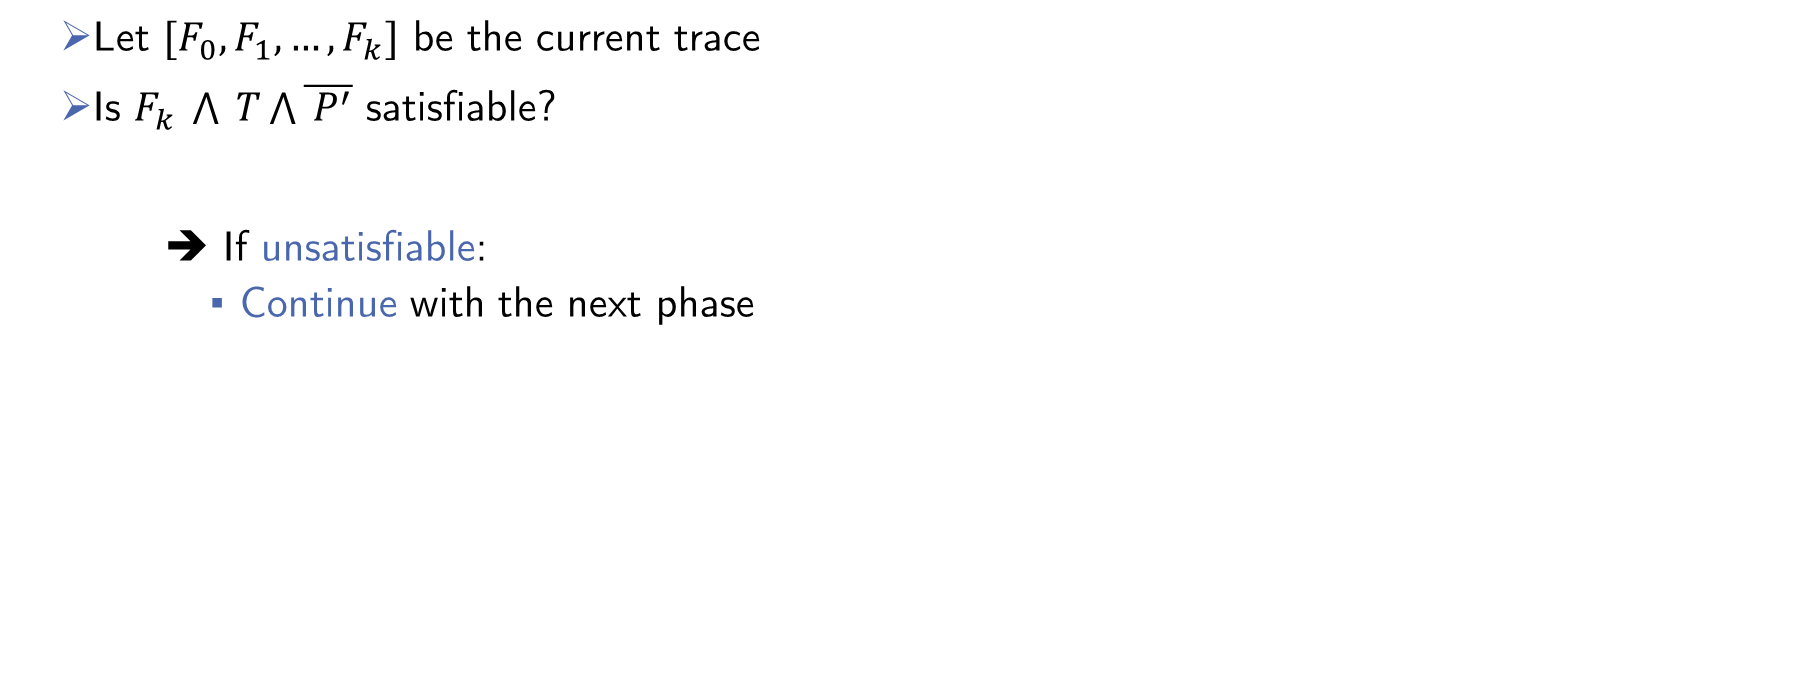 ➢Let [F₀, F₁, … , Fₖ] be the current trace
➢Is Fₖ ∧ T ∧ P̅′̅ satisfiable?
➔ If unsatisfiable:
▪ Continue with the next phase